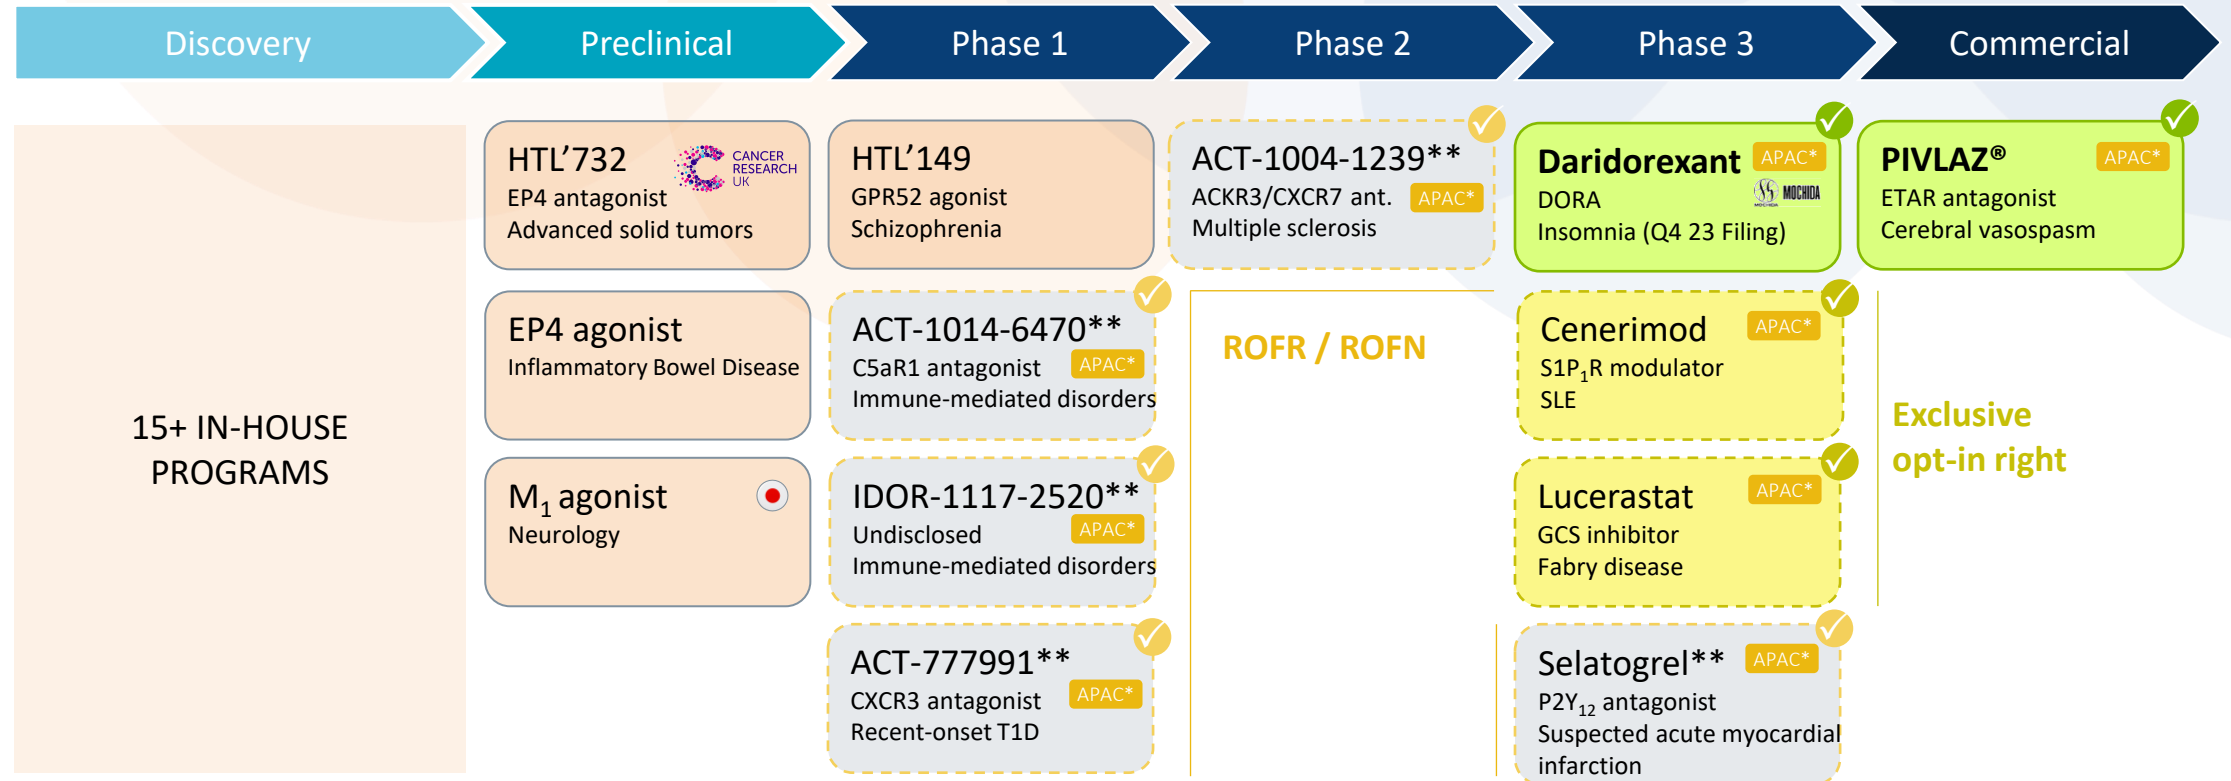 Discovery
Preclinical
Phase 1
Phase 2
Phase 3
Commercial
15+ IN-HOUSE
PROGRAMS
HTL’732
CANCER
RESEARCH
UK
EP4 antagonist
Advanced solid tumors
EP4 agonist
Inflammatory Bowel Disease
M₁ agonist
Neurology
HTL’149
GPR52 agonist
Schizophrenia
ACT-1014-6470**
C5aR1 antagonist APAC*
Immune-mediated disorders
IDOR-1117-2520**
Undisclosed APAC*
Immune-mediated disorders
ACT-777991**
CXCR3 antagonist APAC*
Recent-onset T1D
ACT-1004-1239**
ACKR3/CXCR7 ant. APAC*
Multiple sclerosis
ROFR / ROFN
Daridorexant APAC*
DORA MOCHIDA MOCHIDA
Insomnia (Q4 23 Filing)
Cenerimod APAC*
S1P₁R modulator
SLE
Lucerastat APAC*
GCS inhibitor
Fabry disease
Selatogrel** APAC*
P2Y₁₂ antagonist
Suspected acute myocardial
infarction
PIVLAZ® APAC*
ETAR antagonist
Cerebral vasospasm
Exclusive
opt-in right